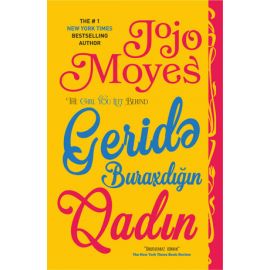 THE # 1
NEW YORK TIMES
BESTSELLING
AUTHOR
Jojo
Moyes
THE GIRL YOU LEFT BEHIND
Geridə
Buraxdığın
Qadın
The New York Times Book Review